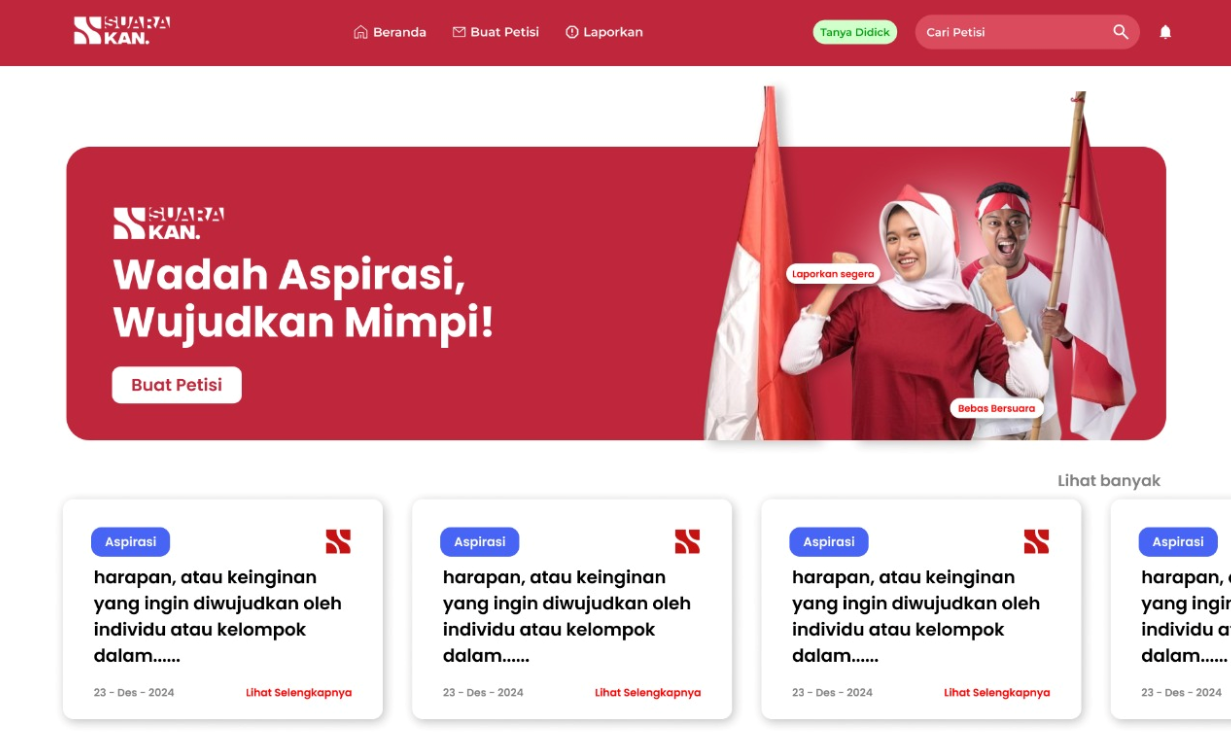 SUARA
KAN.
Beranda
Buat Petisi
Laporkan
Tanya Didick
Cari Petisi
SUARA
KAN.
Wadah Aspirasi,
Wujudkan Mimpi!
Buat Petisi
Laporkan segera
Bebas Bersuara
Lihat banyak
Aspirasi
harapan, atau keinginan
yang ingin diwujudkan oleh
individu atau kelompok
dalam......
23 - Des - 2024
Lihat Selengkapnya
Aspirasi
harapan, atau keinginan
yang ingin diwujudkan oleh
individu atau kelompok
dalam......
23 - Des - 2024
Lihat Selengkapnya
Aspirasi
harapan, atau keinginan
yang ingin diwujudkan oleh
individu atau kelompok
dalam......
23 - Des - 2024
Lihat Selengkapnya
Aspirasi
harapan,
yang
individu
dalam......
23 - Des - 2024